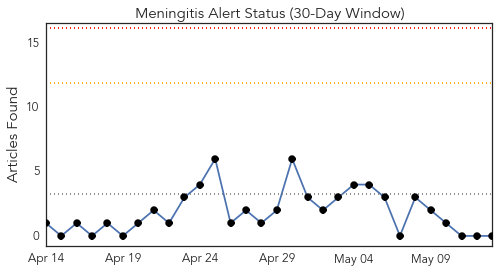 Meningitis Alert Status (30-Day Window)
Articles Found
15
10
5
0
Apr 14 Apr 19 Apr 24 Apr 29 May 04 May 09